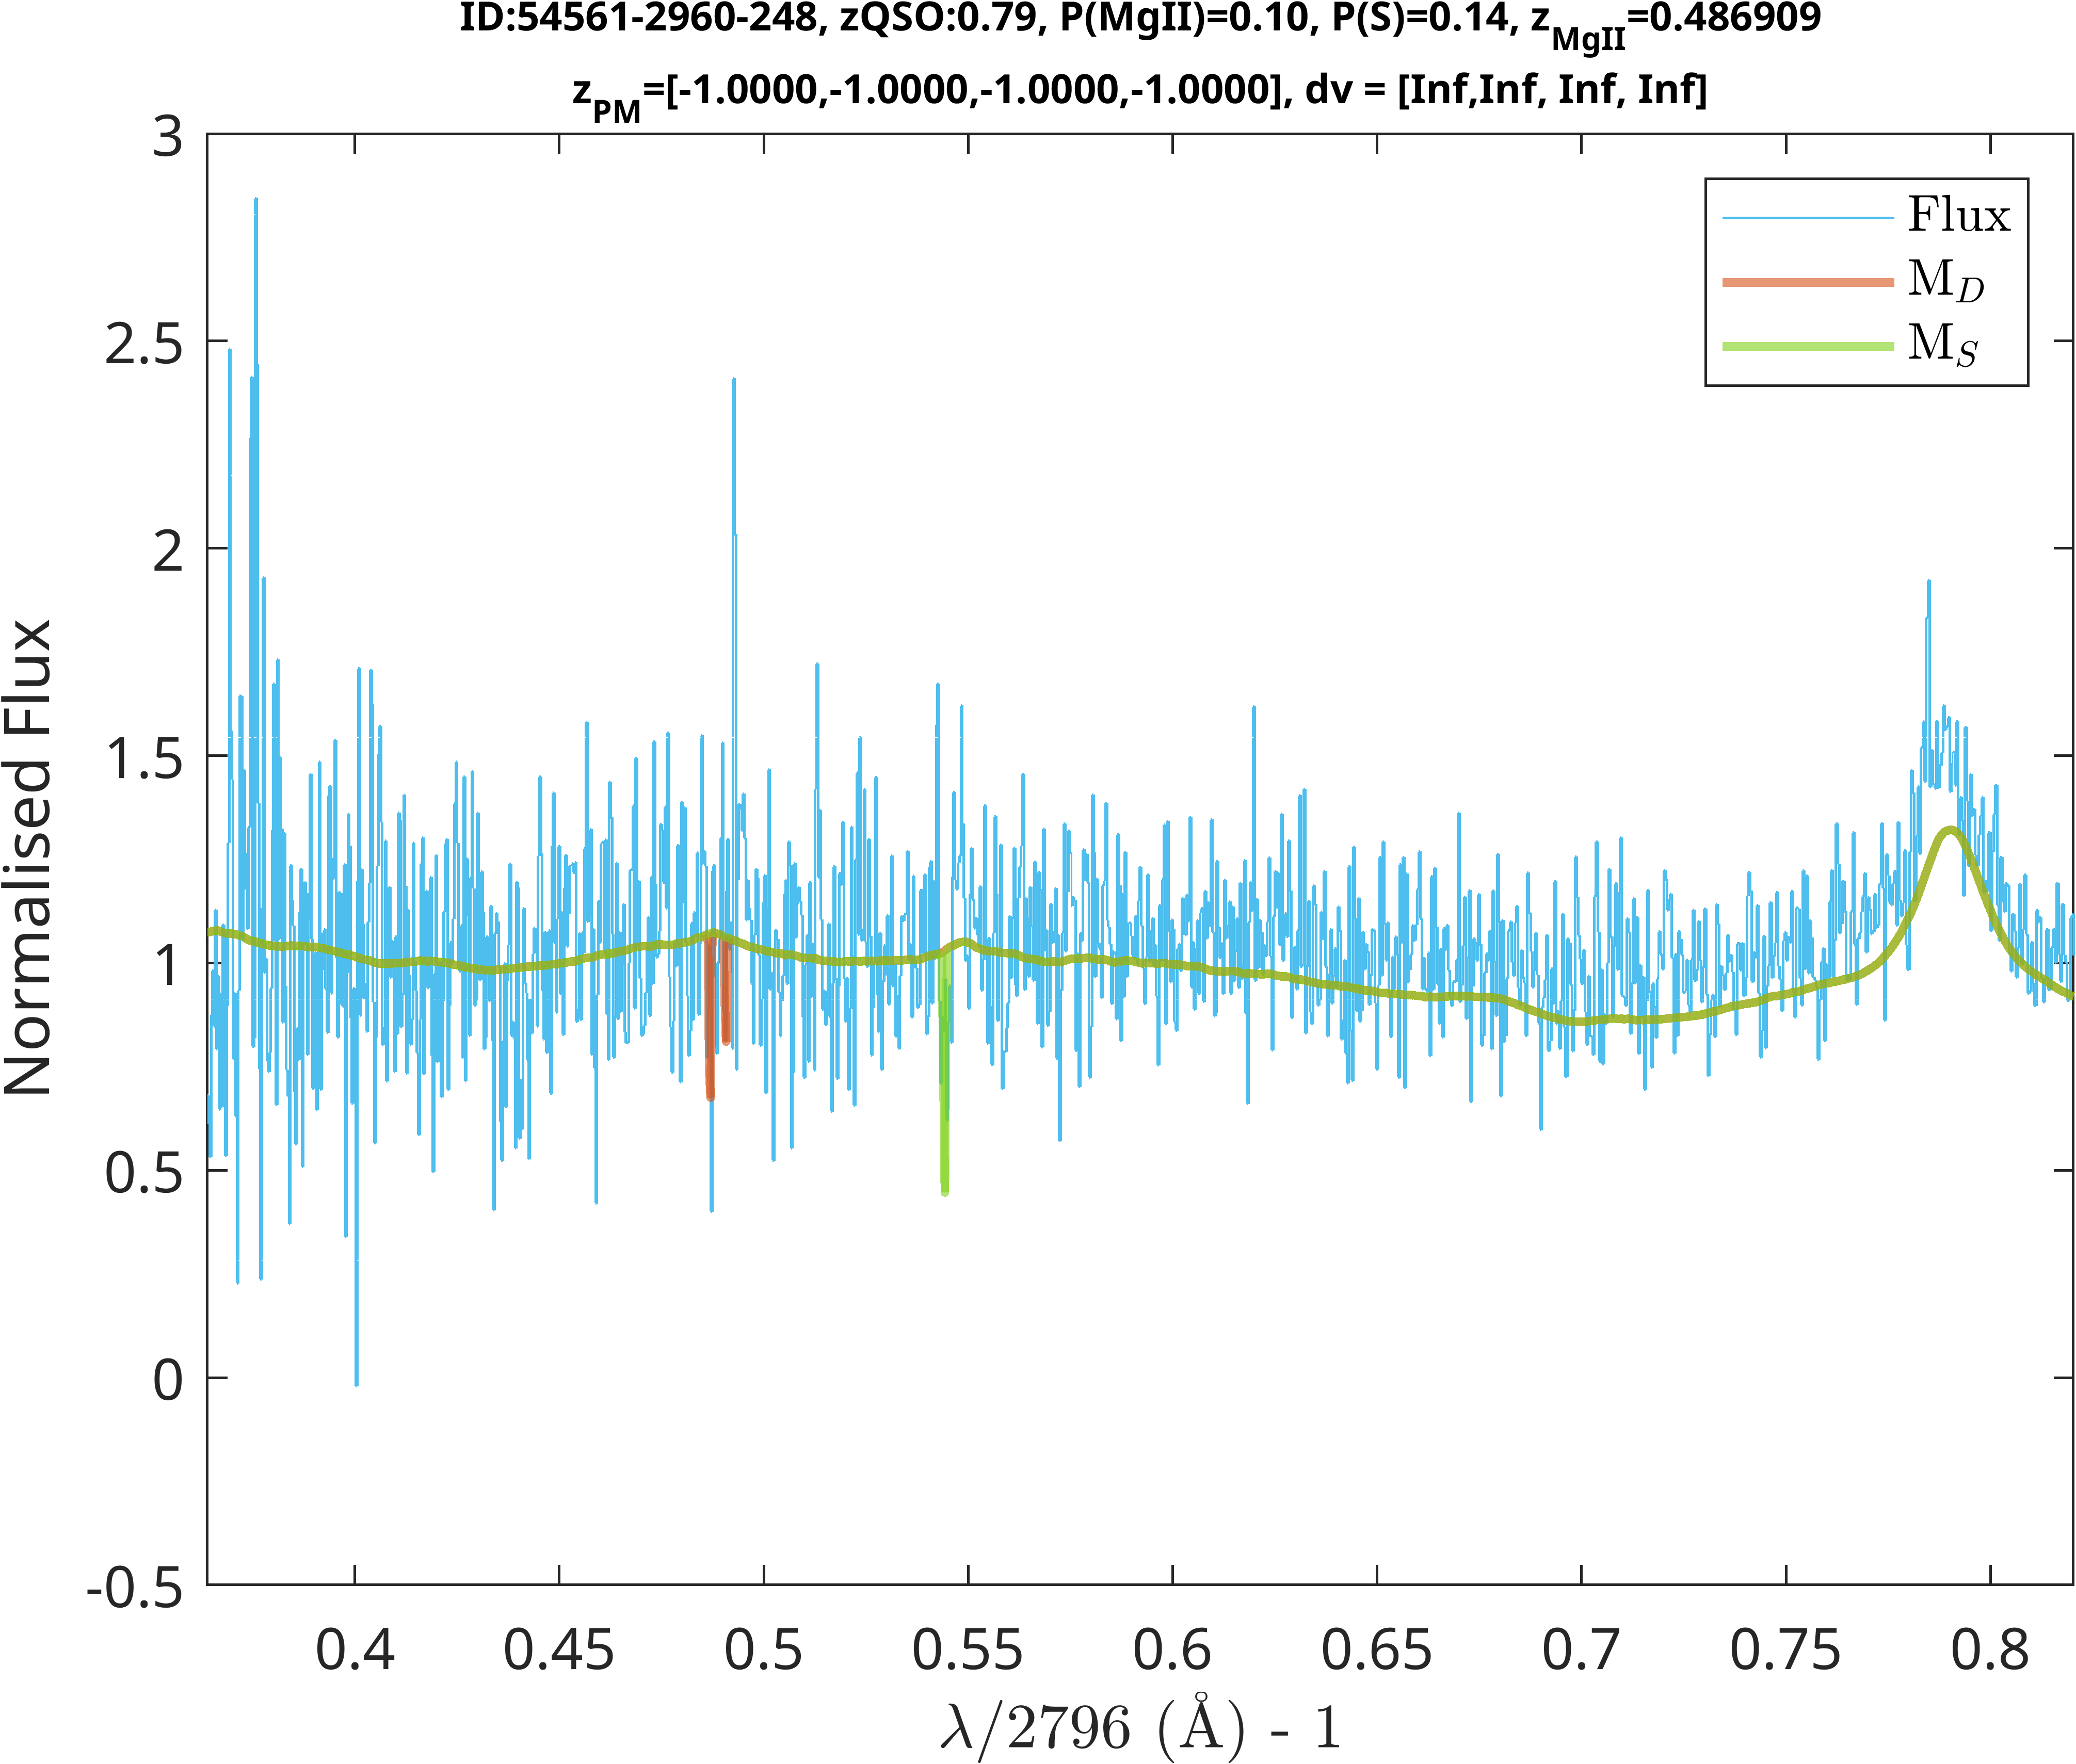 ID:54561-2960-248, zQSO:0.79, P(MgII)=0.10, P(S)=0.14, zMgII=0.486909
zPM=[-1.0000,-1.0000,-1.0000,-1.0000], dv = [Inf,Inf, Inf, Inf]
3
2.5
2
1.5
1
0.5
0
-0.5
Normalised Flux
Flux
MD
MS
0.4 0.45 0.5 0.55 0.6 0.65 0.7 0.75 0.8
λ/2796 (Å) - 1